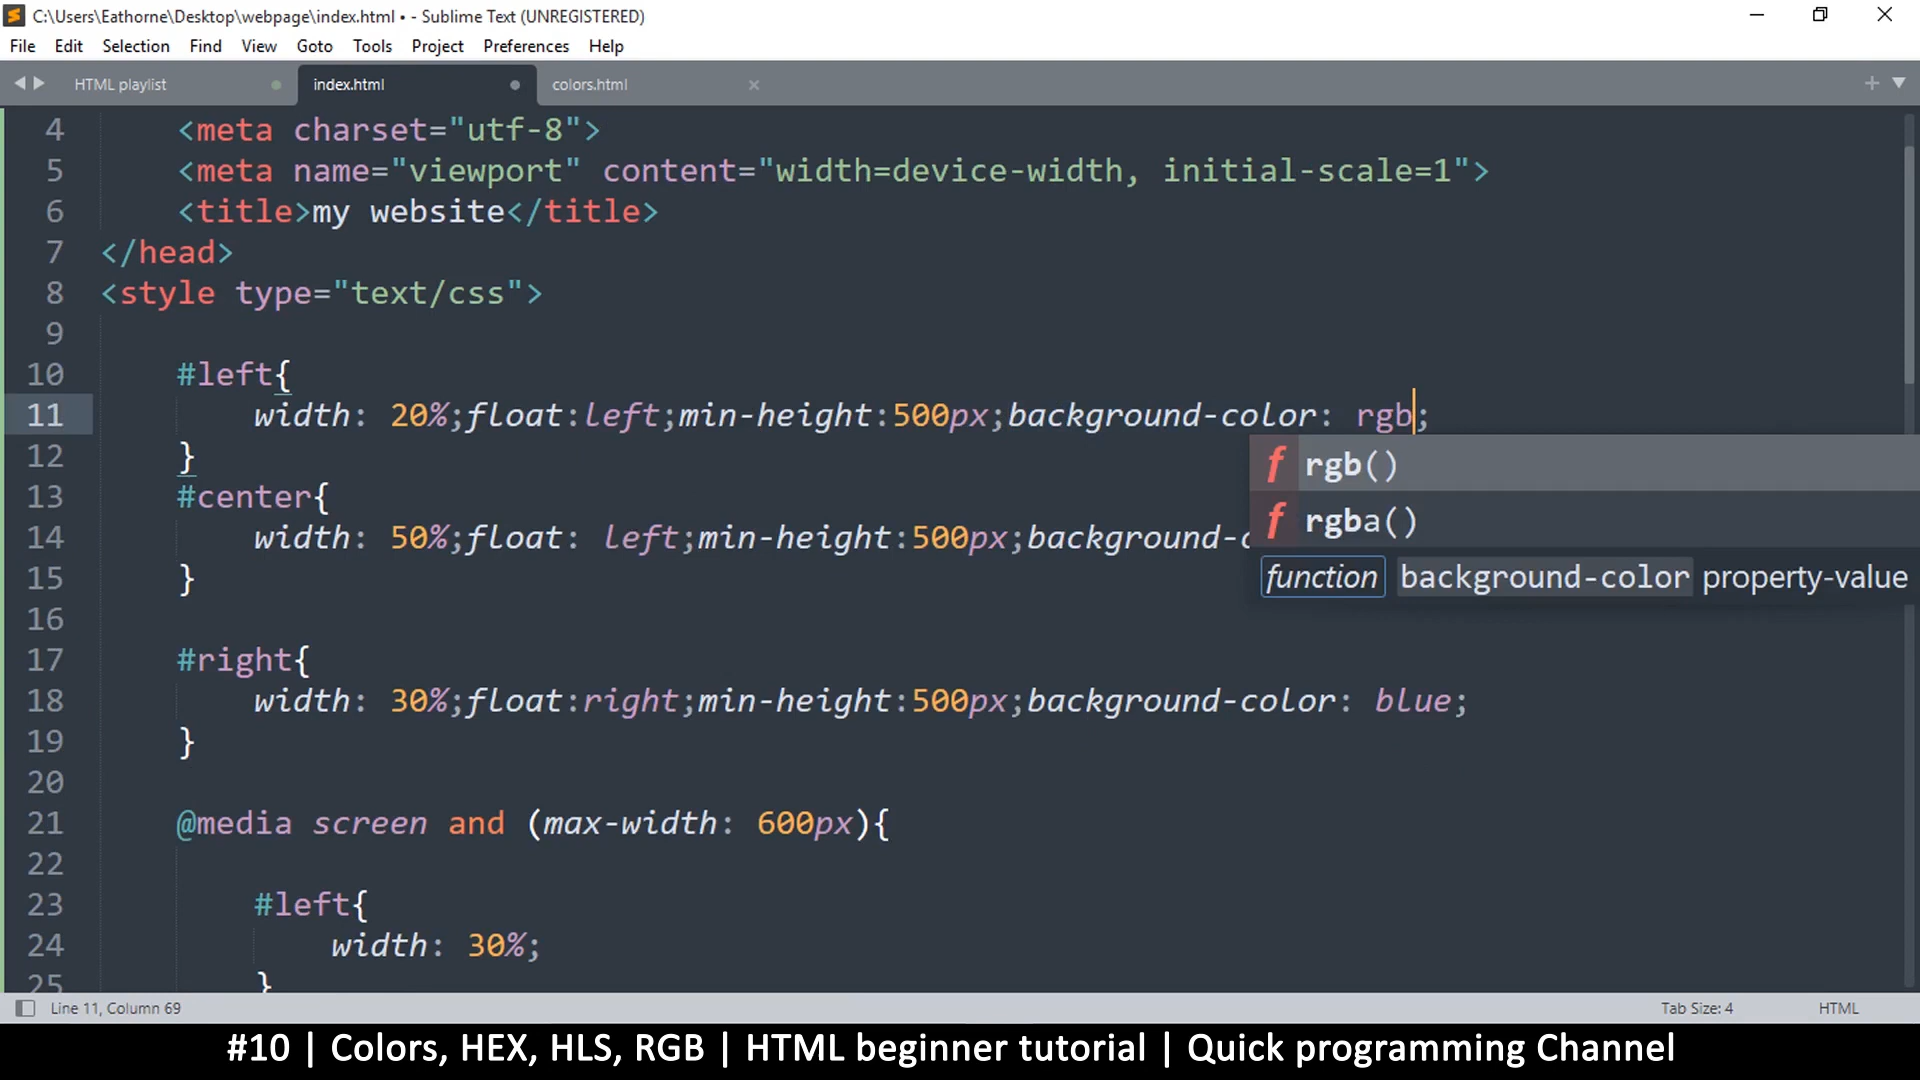 C:\Users\Eathorne\Desktop\webpage\index.html • - Sublime Text (UNREGISTERED)
File Edit Selection Find View Goto Tools Project Preferences Help
HTML playlist index.html colors.html
4 <meta charset="utf-8">
5 <meta name="viewport" content="width=device-width, initial-scale=1">
6 <title>my website</title>
7 </head>
8 <style type="text/css">
9
10 #left{
11 width: 20%;float:left;min-height:500px;background-color: rgb;
f rgb()
12 }
13 #center{
f rgba()
14 width: 50%;float: left;min-height:500px;background-c
function background-color property-value
15 }
16
17 #right{
18 width: 30%;float:right;min-height:500px;background-color: blue;
19 }
20
21 @media screen and (max-width: 600px){
22
23 #left{
24 width: 30%;
25 }
Line 11, Column 69 Tab Size: 4 HTML
#10 | Colors, HEX, HLS, RGB | HTML beginner tutorial | Quick programming Channel